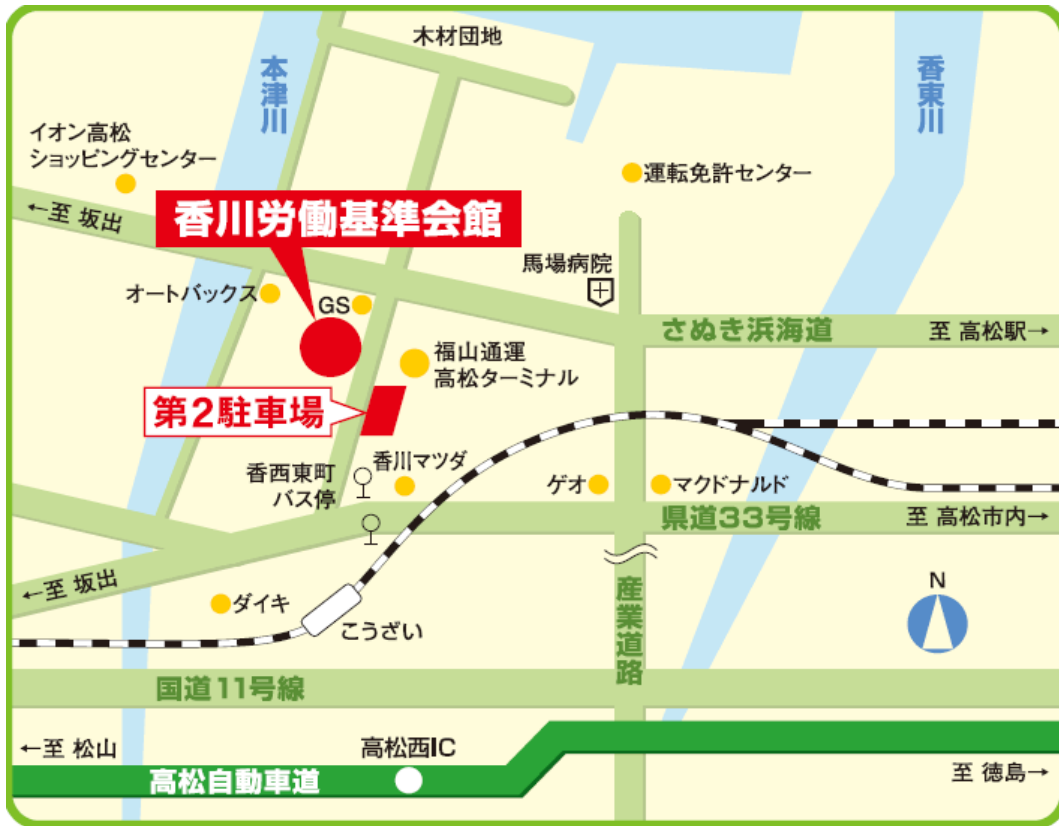 木材団地
本津川
香東川
イオン高松
ショッピングセンター
運転免許センター
←至 坂出
香川労働基準会館
馬場病院
オートバックス
GS
さぬき浜海道
至 高松駅→
福山通運
高松ターミナル
第2駐車場
香西東町
バス停
香川マツダ
ゲオ
マクドナルド
県道33号線
至 高松市内→
←至 坂出
ダイキ
こうざい
産業道路
N
国道11号線
←至 松山
高松西IC
高松自動車道
至 徳島→